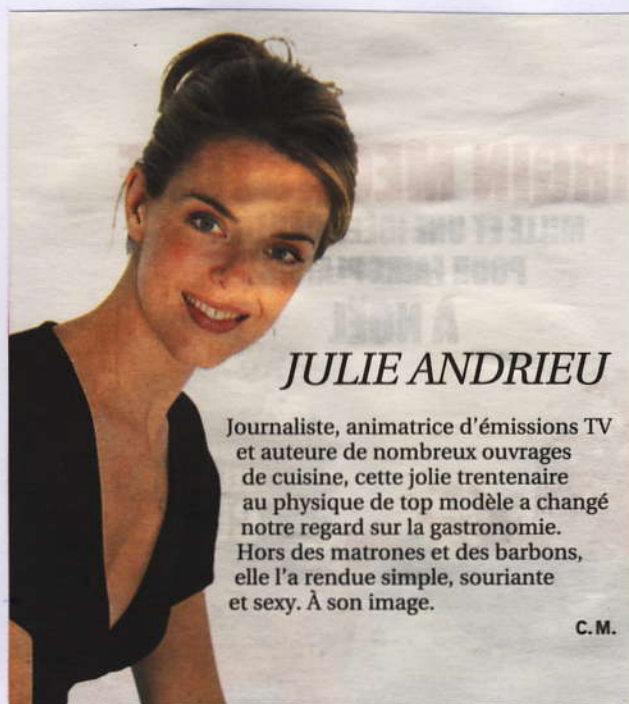 JULIE ANDRIEU
Journaliste, animatrice d'émissions TV
et auteure de nombreux ouvrages
de cuisine, cette jolie trentenaire
au physique de top modèle a changé
notre regard sur la gastronomie.
Hors des matrones et des barbons,
elle l'a rendue simple, souriante
et sexy. À son image.
C.M.